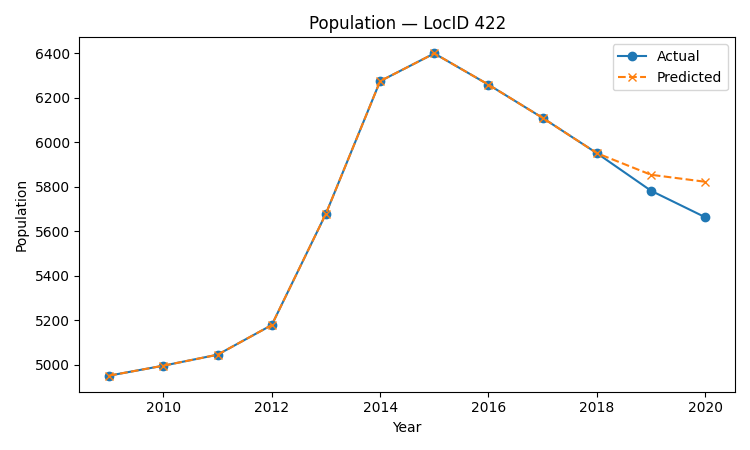 Population — LocID 422
Actual
Predicted
6400
6200
6000
5800
5600
5400
5200
5000
Population
2010 2012 2014 2016 2018 2020
Year